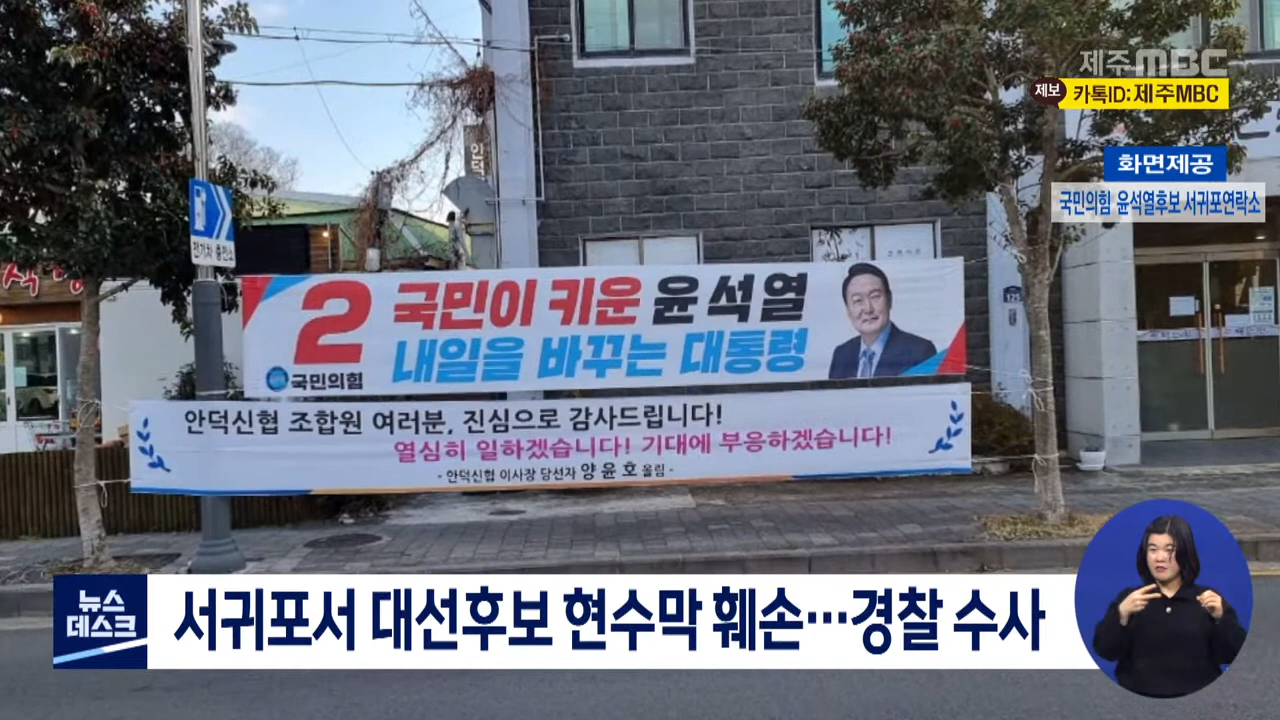 제주MBC
제보 카톡ID:제주MBC
화면제공
국민의힘 윤석열후보 서귀포연락소
전기차 충전소
2 국민이 키운 윤석열
내일을 바꾸는 대통령
국민의힘
안덕신협 조합원 여러분, 진심으로 감사드립니다!
열심히 일하겠습니다! 기대에 부응하겠습니다!
- 안덕신협 이사장 당선자 양윤호 올림 -
뉴스
데스크
서귀포서 대선후보 현수막 훼손…경찰 수사